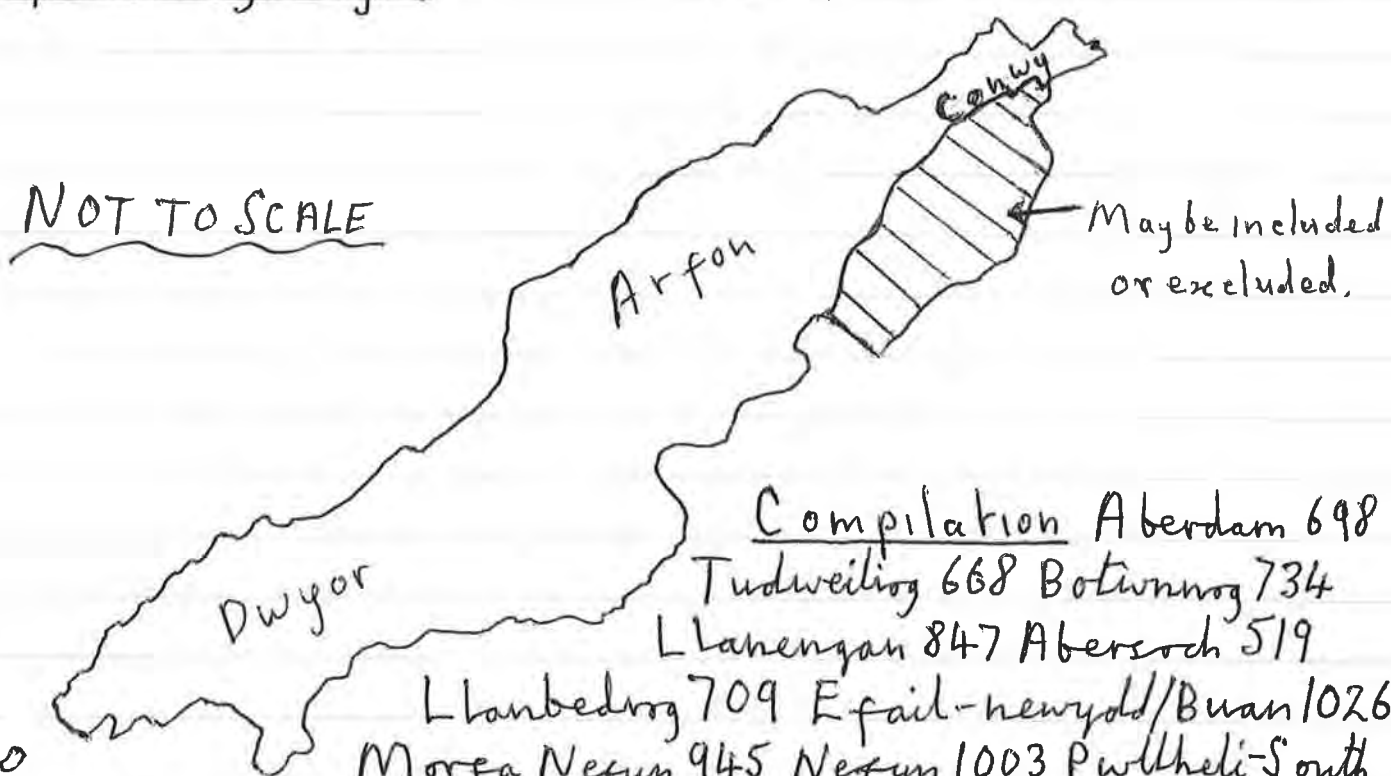 Conwy
NOT TO SCALE
Arfon
May be included
or excluded.
Compilation Aberdam 698
Dwyor
Tudweiliog 668 Botwnnog 734
Llanengan 847 Abersoch 519
Llanbedrog 709 Efail-newydd/Buan 1026
Morfa Nefyn 945 Nefyn 1003 Pwllheli-South